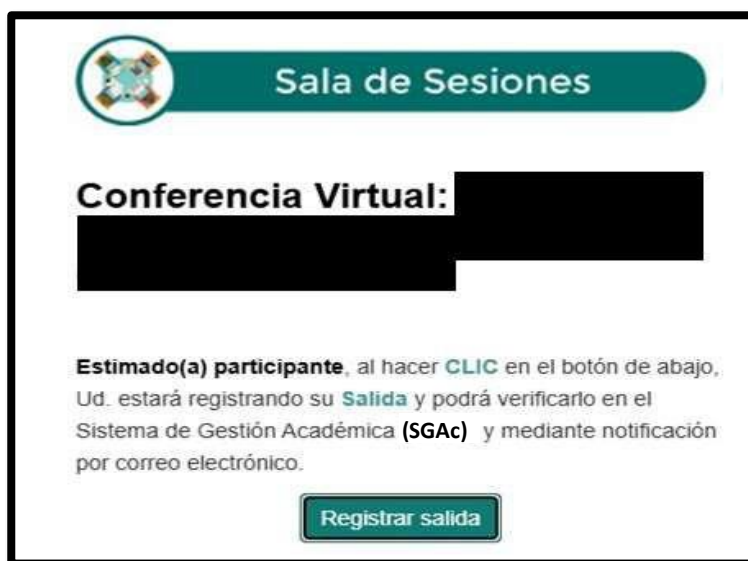 Sala de Sesiones
Conferencia Virtual:
Estimado(a) participante, al hacer CLIC en el botón de abajo,
Ud. estará registrando su Salida y podrá verificarlo en el
Sistema de Gestión Académica (SGAc) y mediante notificación
por correo electrónico.
Registrar salida